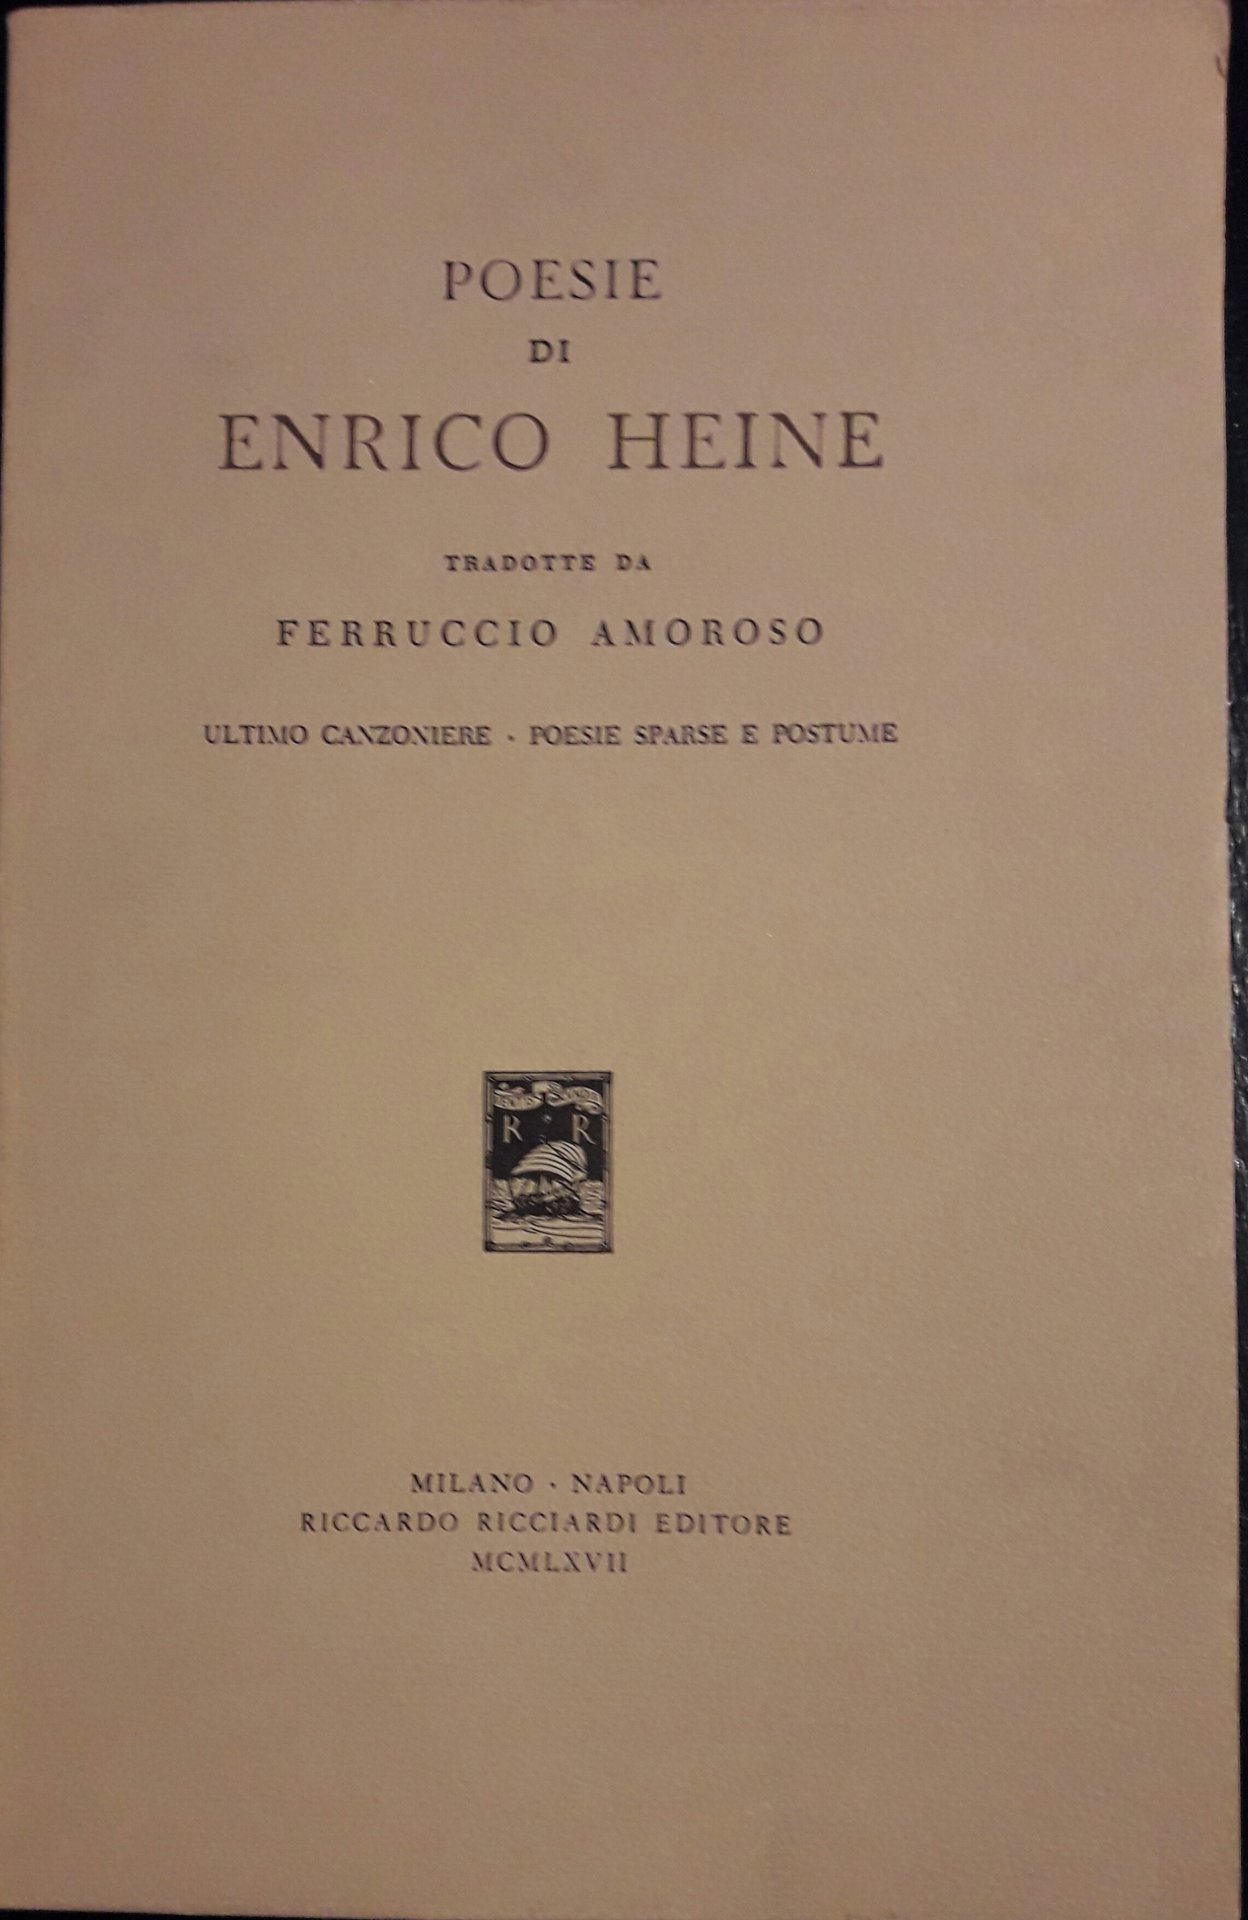 POESIE
DI
ENRICO HEINE
TRADOTTE DA
FERRUCCIO AMOROSO
ULTIMO CANZONIERE · POESIE SPARSE E POSTUME
R R
MILANO · NAPOLI
RICCARDO RICCIARDI EDITORE
MCMLXVII